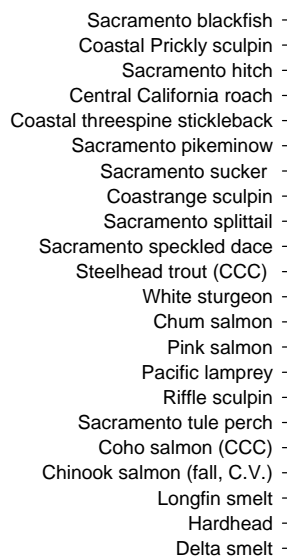 Sacramento blackfish
Coastal Prickly sculpin
Sacramento hitch
Central California roach
Coastal threespine stickleback
Sacramento pikeminow
Sacramento sucker
Coastrange sculpin
Sacramento splittail
Sacramento speckled dace
Steelhead trout (CCC)
White sturgeon
Chum salmon
Pink salmon
Pacific lamprey
Riffle sculpin
Sacramento tule perch
Coho salmon (CCC)
Chinook salmon (fall, C.V.)
Longfin smelt
Hardhead
Delta smelt